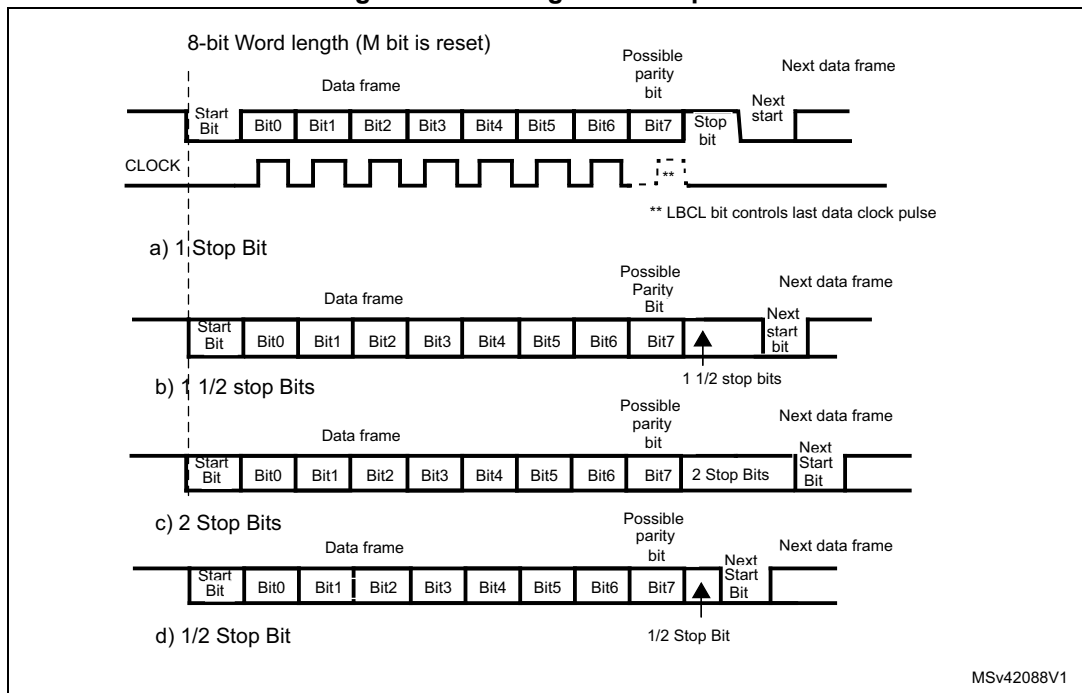 8-bit Word length (M bit is reset)
Possible parity bit
Next data frame
Data frame
Next start
Start Bit
Bit0 Bit1 Bit2 Bit3 Bit4 Bit5 Bit6 Bit7
Stop bit
CLOCK
**
** LBCL bit controls last data clock pulse
a) 1 Stop Bit
Possible Parity Bit
Next data frame
Data frame
Next start bit
Start Bit
Bit0 Bit1 Bit2 Bit3 Bit4 Bit5 Bit6 Bit7
1 1/2 stop bits
b) 1 1/2 stop Bits
Possible parity bit
Next data frame
Data frame
Next Start Bit
Start Bit
Bit0 Bit1 Bit2 Bit3 Bit4 Bit5 Bit6 Bit7
2 Stop Bits
c) 2 Stop Bits
Possible parity bit
Next data frame
Data frame
Next Start Bit
Start Bit
Bit0 Bit1 Bit2 Bit3 Bit4 Bit5 Bit6 Bit7
1/2 Stop Bit
d) 1/2 Stop Bit
MSv42088V1